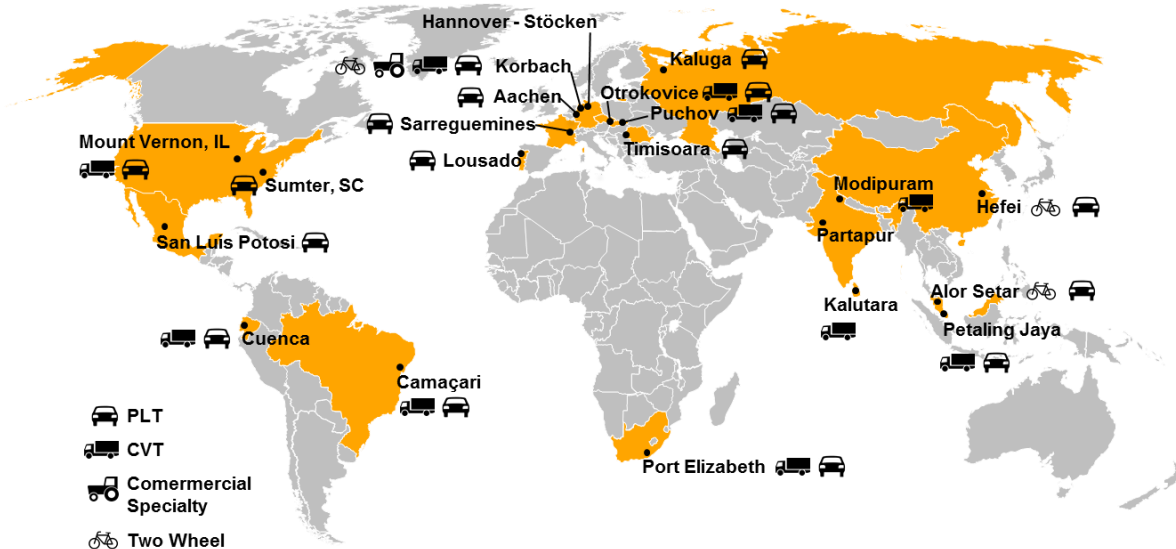 Hannover - Stöcken
Korbach
Kaluga
Aachen
Otrokovice
Puchov
Sarreguemines
Timisoara
Lousado
Mount Vernon, IL
Sumter, SC
San Luís Potosi
Modipuram
Hefei
Partapur
Alor Setar
Kalutara
Petaling Jaya
Cuenca
Camaçari
Port Elizabeth
PLT
CVT
Comermercial
Specialty
Two Wheel